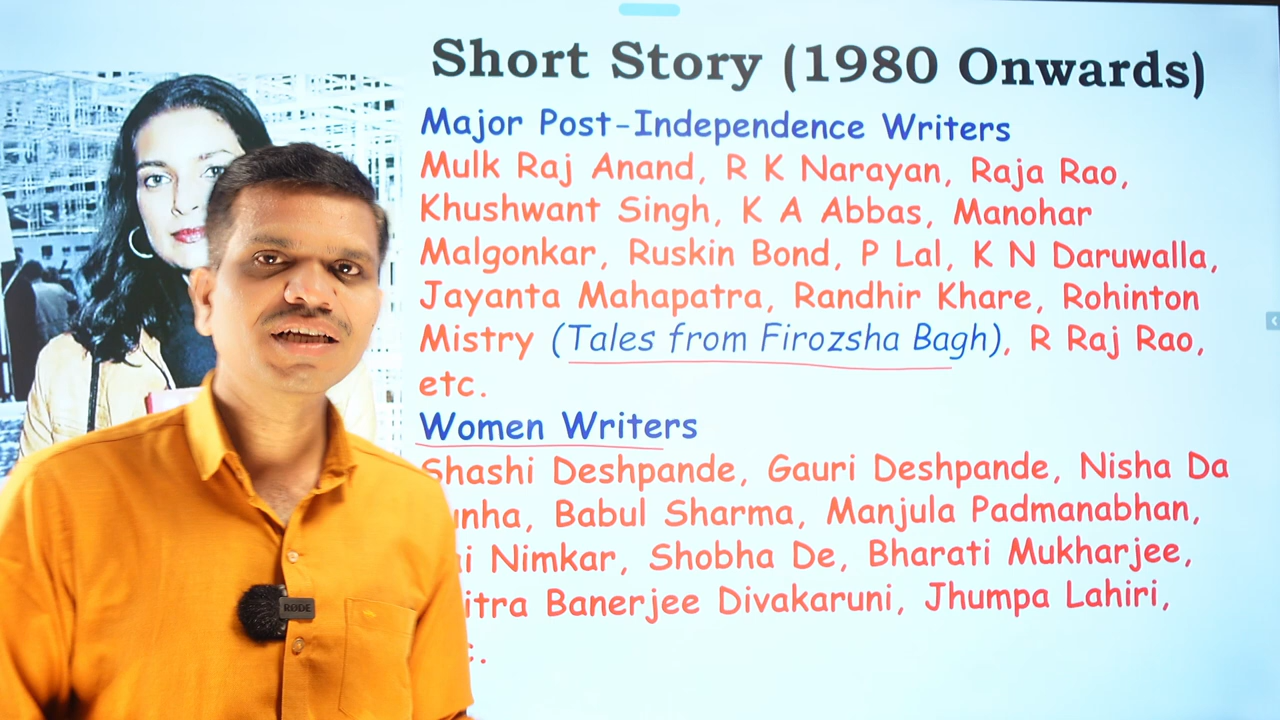 Short Story (1980 Onwards)
Major Post-Independence Writers
Mulk Raj Anand, R K Narayan, Raja Rao,
Khushwant Singh, K A Abbas, Manohar
Malgonkar, Ruskin Bond, P Lal, K N Daruwalla,
Jayanta Mahapatra, Randhir Khare, Rohinton
Mistry (Tales from Firozsha Bagh), R Raj Rao,
etc.
Women Writers
Shashi Deshpande, Gauri Deshpande, Nisha Da
Babul Sharma, Manjula Padmanabhan,
Nimkar, Shobha De, Bharati Mukharjee,
Banerjee Divakaruni, Jhumpa Lahiri,
RØDE